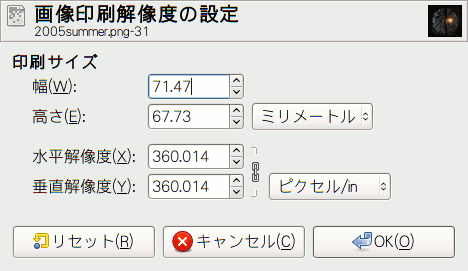 画像印刷解像度の設定
2005summer.png-31
印刷サイズ
幅(W): 71.47
高さ(E): 67.73 ミリメートル
水平解像度(X): 360.014
垂直解像度(Y): 360.014 ピクセル/in
リセット(R) キャンセル(C) OK(O)